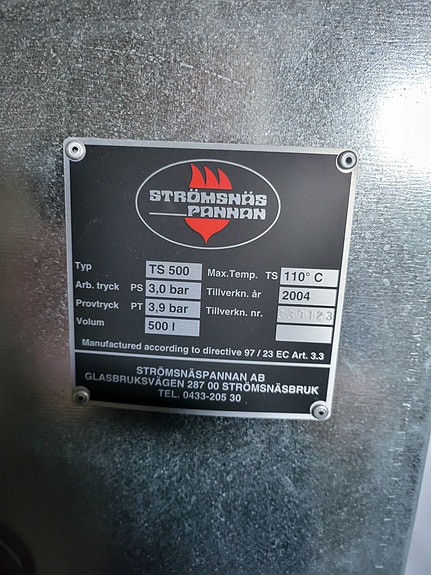 STRÖMSNÄS
PANNAN
Typ TS 500 Max.Temp. TS 110° C
Arb. tryck PS 3,0 bar Tillverkn. år 2004
Provtryck PT 3,9 bar Tillverkn. nr.
Volum 500 l
Manufactured according to directive 97 / 23 EC Art. 3.3
STRÖMSNÄSPANNAN AB
GLASBRUKSVÄGEN 287 00 STRÖMSNÄSBRUK
TEL. 0433-205 30